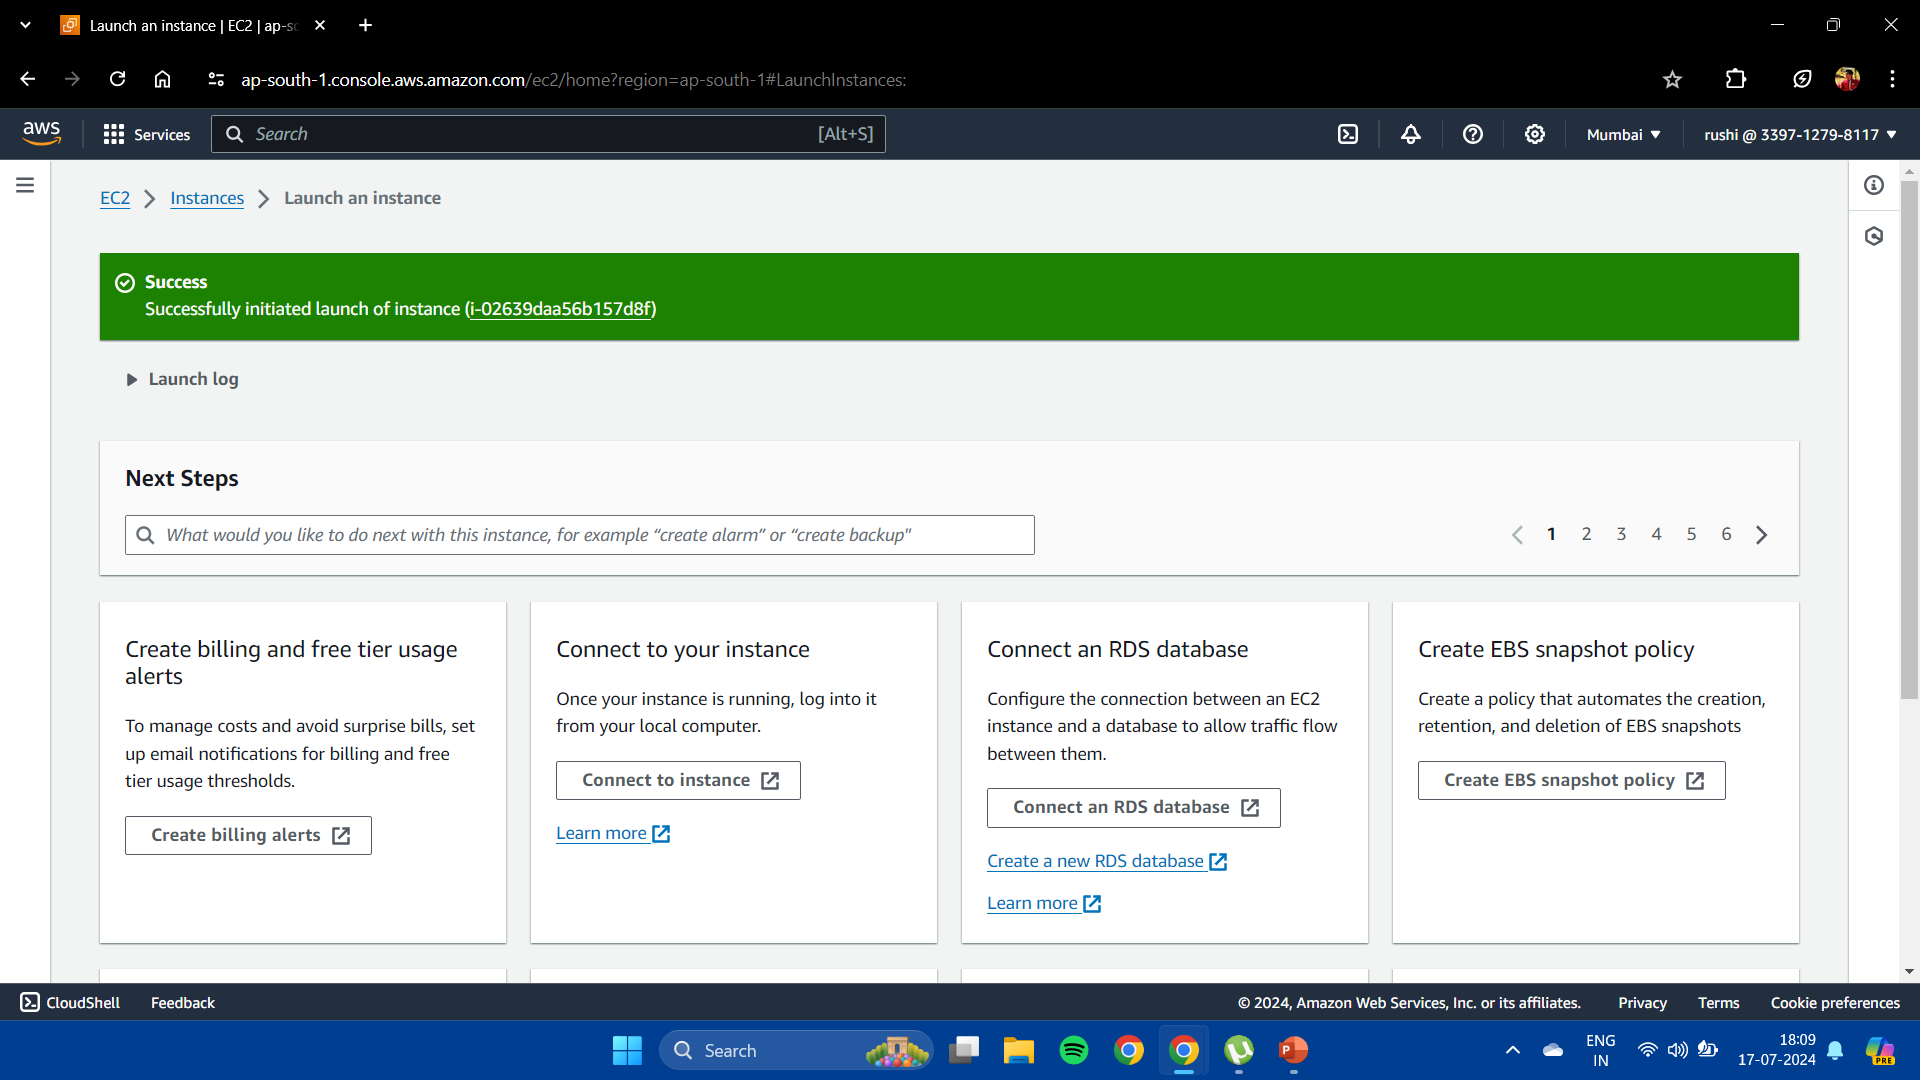 Launch an instance | EC2 | ap-so
ap-south-1.console.aws.amazon.com/ec2/home?region=ap-south-1#LaunchInstances:
aws
Services
Search
[Alt+S]
Mumbai
rushi @ 3397-1279-8117
EC2
Instances
Launch an instance
Success
Successfully initiated launch of instance (i-02639daa56b157d8f)
Launch log
Next Steps
What would you like to do next with this instance, for example “create alarm” or “create backup"
1 2 3 4 5 6
Create billing and free tier usage
alerts
To manage costs and avoid surprise bills, set
up email notifications for billing and free
tier usage thresholds.
Create billing alerts
Connect to your instance
Once your instance is running, log into it
from your local computer.
Connect to instance
Learn more
Connect an RDS database
Configure the connection between an EC2
instance and a database to allow traffic flow
between them.
Connect an RDS database
Create a new RDS database
Learn more
Create EBS snapshot policy
Create a policy that automates the creation,
retention, and deletion of EBS snapshots
Create EBS snapshot policy
CloudShell
Feedback
© 2024, Amazon Web Services, Inc. or its affiliates.
Privacy
Terms
Cookie preferences
Search
P
ENG
IN
18:09
17-07-2024
PRE